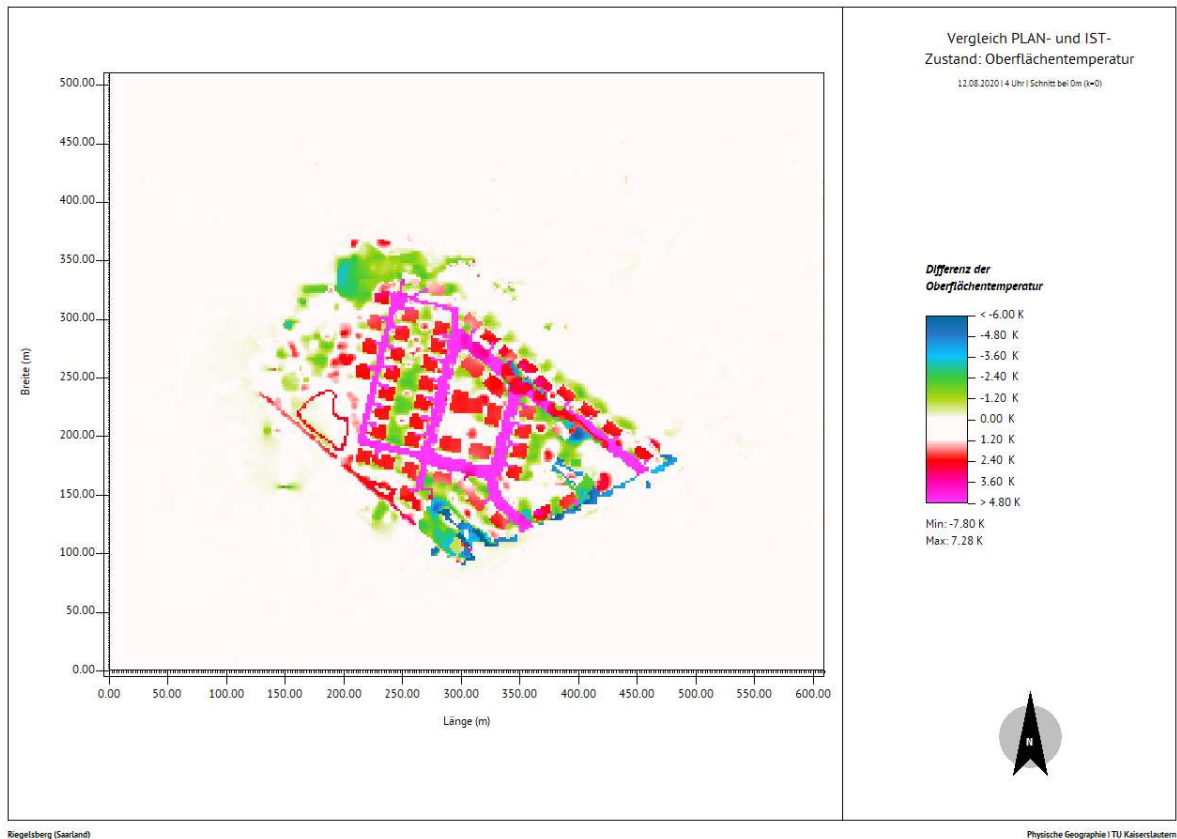 Vergleich PLAN- und IST-
Zustand: Oberflächentemperatur
12.08.2020 | 4 Uhr | Schnitt bei 0m (k=0)
500.00
450.00
400.00
350.00
300.00
250.00
200.00
150.00
100.00
50.00
0.00
Breite (m)
0.00 50.00 100.00 150.00 200.00 250.00 300.00 350.00 400.00 450.00 500.00 550.00 600.00
Länge (m)
Differenz der
Oberflächentemperatur
< -6.00 K
-4.80 K
-3.60 K
-2.40 K
-1.20 K
0.00 K
1.20 K
2.40 K
3.60 K
> 4.80 K
Min: -7.80 K
Max: 7.28 K
N
Riegelsberg (Saarland)
Physische Geographie | TU Kaiserslautern